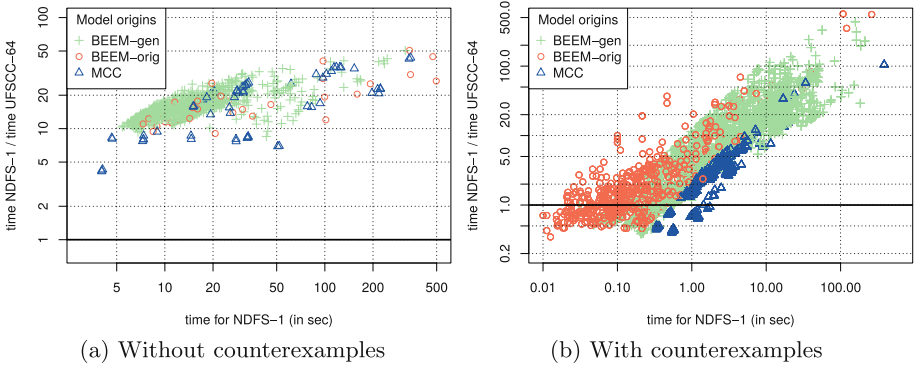 time NDFS−1 / time UFSCC−64
100
50
20
10
5
2
1
Model origins
BEEM−gen
BEEM−orig
MCC
5 10 20 50 100 200 500
time for NDFS−1 (in sec)
(a) Without counterexamples
time NDFS−1 / time UFSCC−64
500.0
100.0
20.0
5.0
1.0
0.2
Model origins
BEEM−gen
BEEM−orig
MCC
0.01 0.10 1.00 10.00 100.00
time for NDFS−1 (in sec)
(b) With counterexamples